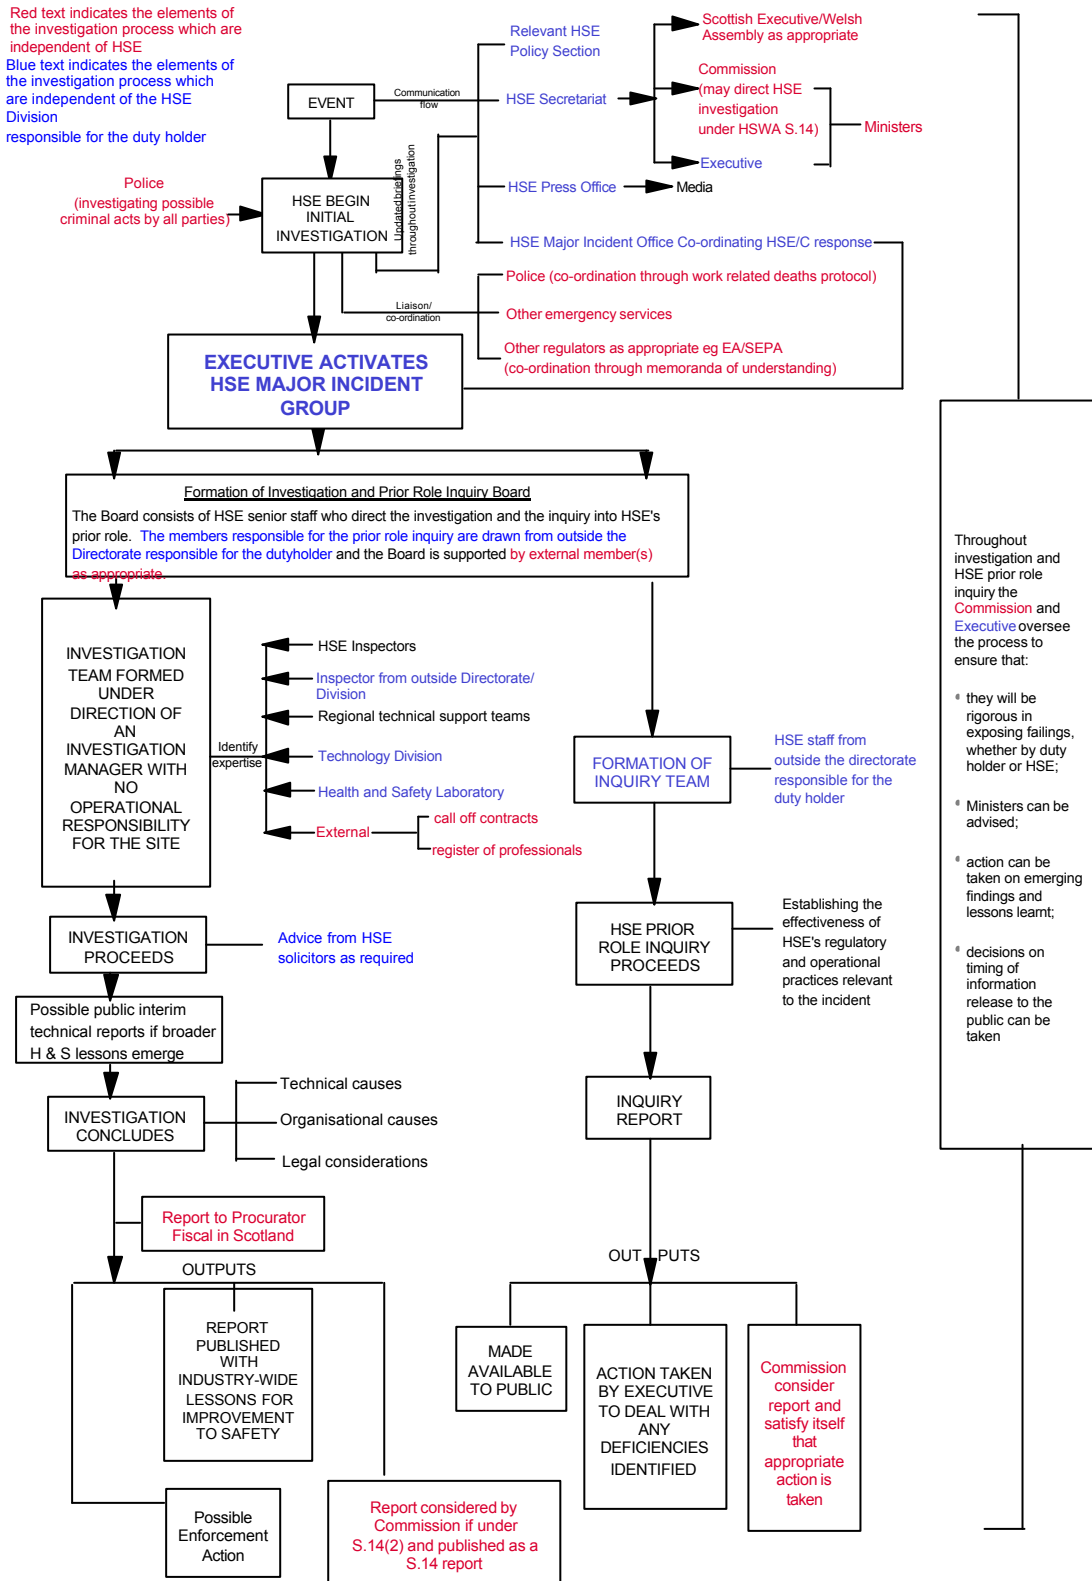 Red text indicates the elements of
the investigation process which are
independent of HSE
Blue text indicates the elements of
the investigation process which
are independent of the HSE
Division
responsible for the duty holder
EVENT
Communication
flow
Relevant HSE
Policy Section
HSE Secretariat
Scottish Executive/Welsh
Assembly as appropriate
Commission
(may direct HSE
investigation
under HSWA S.14)
Ministers
Executive
HSE Press Office
Media
Police
(investigating possible
criminal acts by all parties)
HSE BEGIN
INITIAL
INVESTIGATION
Updated briefings
throughout investigation
HSE Major Incident Office Co-ordinating HSE/C response
Liaison/
co-ordination
Police (co-ordination through work related deaths protocol)
Other emergency services
Other regulators as appropriate eg EA/SEPA
(co-ordination through memoranda of understanding)
EXECUTIVE ACTIVATES
HSE MAJOR INCIDENT
GROUP
Formation of Investigation and Prior Role Inquiry Board
The Board consists of HSE senior staff who direct the investigation and the inquiry into HSE's
prior role. The members responsible for the prior role inquiry are drawn from outside the
Directorate responsible for the dutyholder and the Board is supported by external member(s)
as appropriate.
INVESTIGATION
TEAM FORMED
UNDER
DIRECTION OF
AN
INVESTIGATION
MANAGER WITH
NO
OPERATIONAL
RESPONSIBILITY
FOR THE SITE
Identify
expertise
HSE Inspectors
Inspector from outside Directorate/
Division
Regional technical support teams
Technology Division
Health and Safety Laboratory
External
call off contracts
register of professionals
FORMATION OF
INQUIRY TEAM
HSE staff from
outside the directorate
responsible for the
duty holder
INVESTIGATION
PROCEEDS
Advice from HSE
solicitors as required
HSE PRIOR
ROLE INQUIRY
PROCEEDS
Establishing the
effectiveness of
HSE's regulatory
and operational
practices relevant
to the incident
Possible public interim
technical reports if broader
H & S lessons emerge
INVESTIGATION
CONCLUDES
Technical causes
Organisational causes
Legal considerations
INQUIRY
REPORT
Report to Procurator
Fiscal in Scotland
OUTPUTS
REPORT
PUBLISHED
WITH
INDUSTRY-WIDE
LESSONS FOR
IMPROVEMENT
TO SAFETY
Possible
Enforcement
Action
Report considered by
Commission if under
S.14(2) and published as a
S.14 report
OUT PUTS
MADE
AVAILABLE
TO PUBLIC
ACTION TAKEN
BY EXECUTIVE
TO DEAL WITH
ANY
DEFICIENCIES
IDENTIFIED
Commission
consider
report and
satisfy itself
that
appropriate
action is
taken
Throughout
investigation and
HSE prior role
inquiry the
Commission and
Executive oversee
the process to
ensure that:
• they will be
rigorous in
exposing failings,
whether by duty
holder or HSE;
• Ministers can be
advised;
• action can be
taken on emerging
findings and
lessons learnt;
• decisions on
timing of
information
release to the
public can be
taken